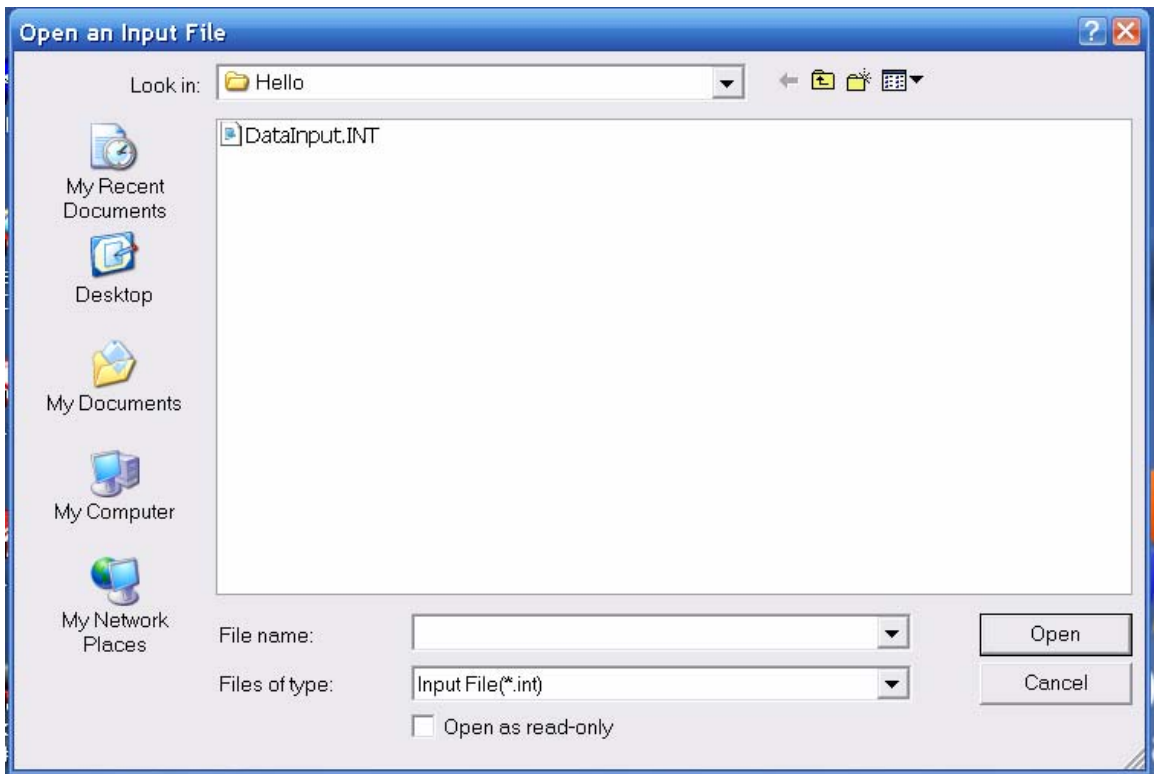 Open an Input File
Look in:
Hello
DataInput.INT
My Recent
Documents
Desktop
My Documents
My Computer
My Network
Places
File name:
Open
Files of type:
Input File(*.int)
Cancel
Open as read-only